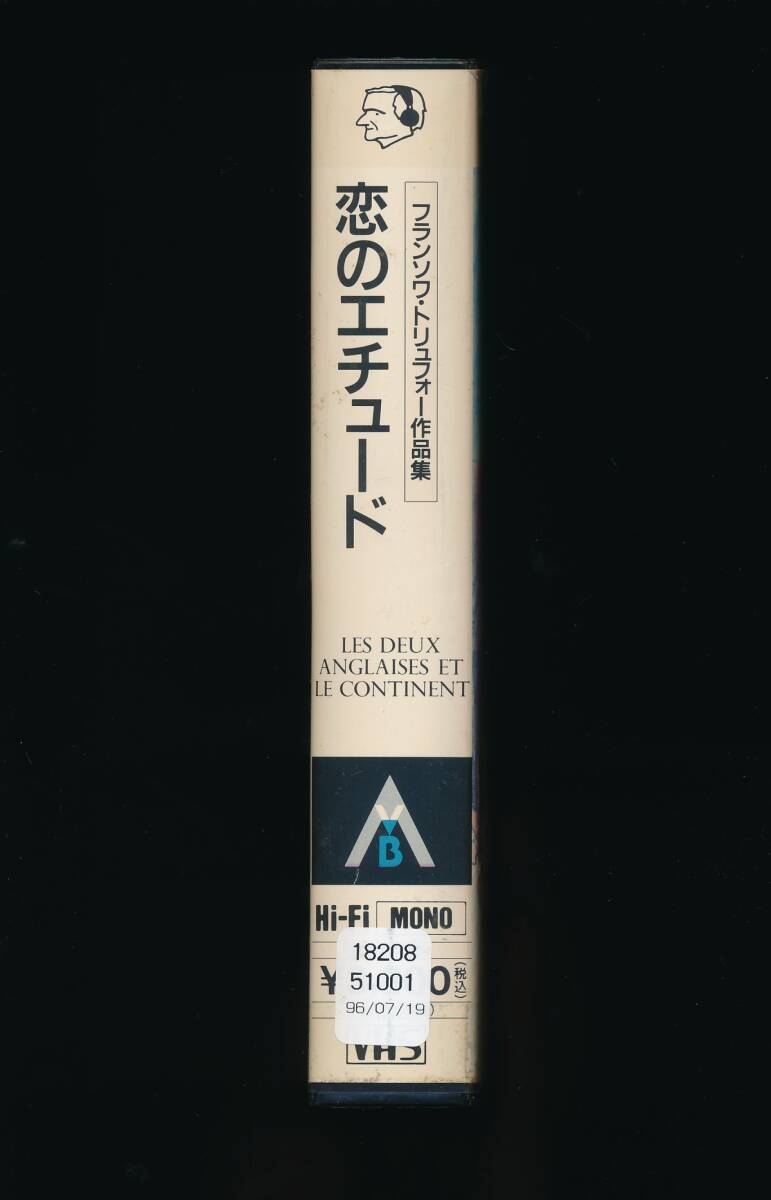 恋のエチュード
フランソワ・トリュフォー作品集
LES DEUX
ANGLAISES ET
LE CONTINENT
VB
Hi-Fi MONO
¥ 0(税込)
18208
51001
96/07/19)
VHS